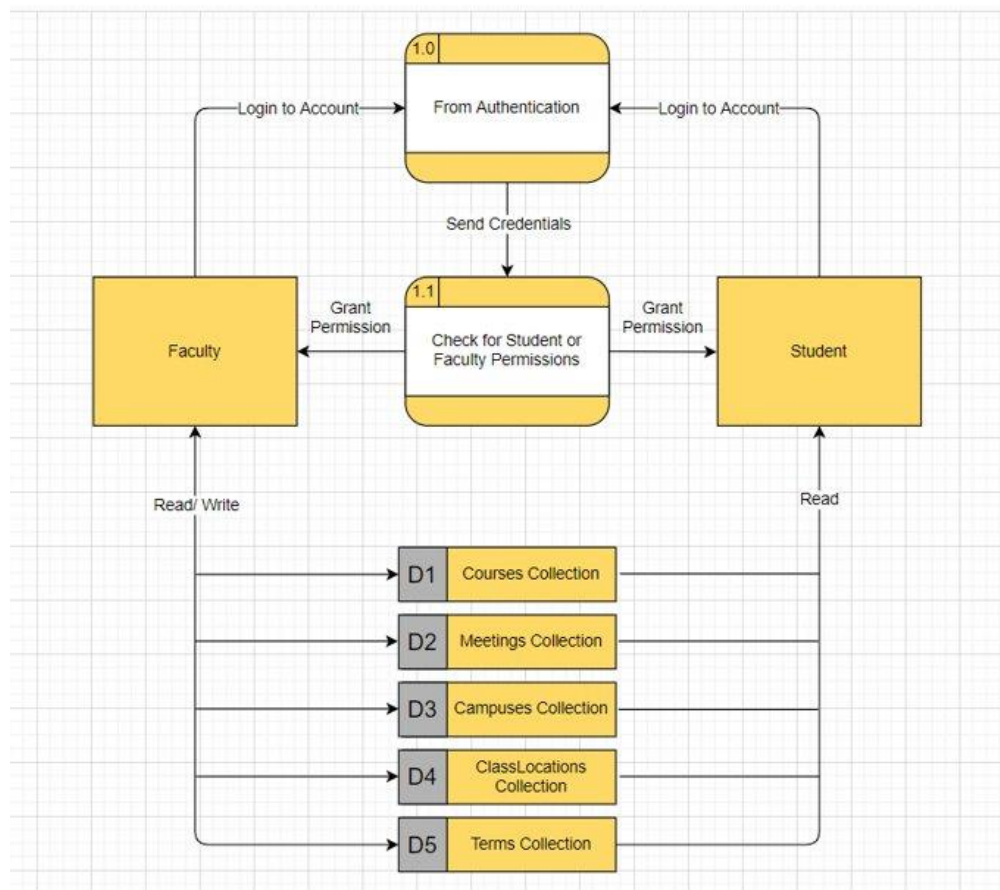 1.0
From Authentication
Login to Account
Login to Account
Send Credentials
1.1
Check for Student or
Faculty Permissions
Grant
Permission
Grant
Permission
Faculty
Student
Read/ Write
Read
D1
Courses Collection
D2
Meetings Collection
D3
Campuses Collection
D4
ClassLocations
Collection
D5
Terms Collection